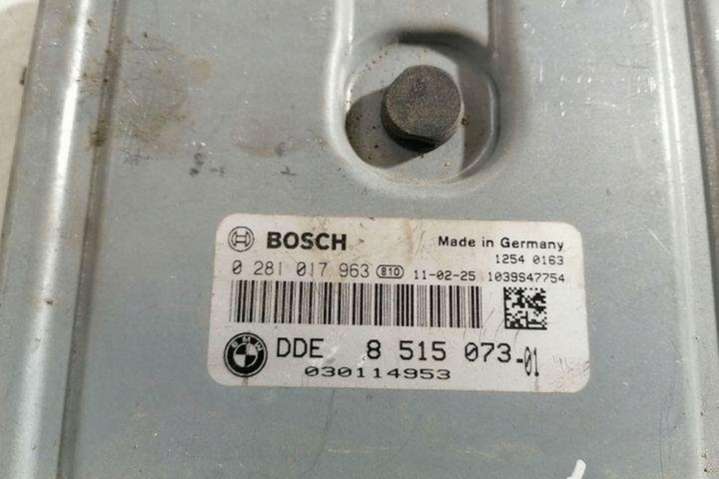 BOSCH Made in Germany
1254 0163
0 281 017 963 810 11-02-25 1039S47754
BMW DDE 8 515 073-01
030114953